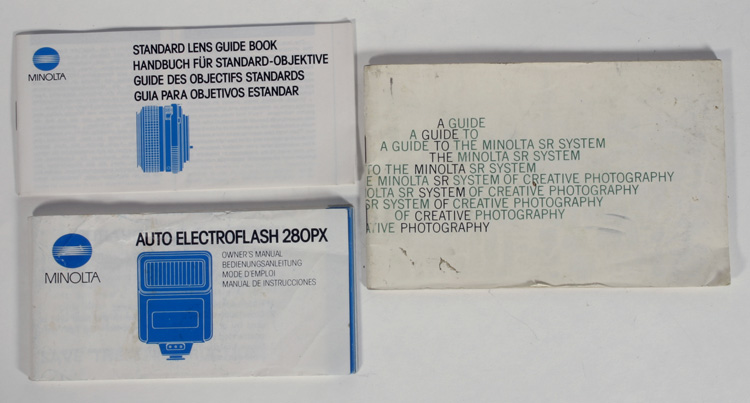 STANDARD LENS GUIDE BOOK
HANDBUCH FÜR STANDARD-OBJEKTIVE
GUIDE DES OBJECTIFS STANDARDS
GUIA PARA OBJETIVOS ESTANDAR
MINOLTA
AUTO ELECTROFLASH 280PX
OWNER'S MANUAL
BEDIENUNGSANLEITUNG
MODE D'EMPLOI
MANUAL DE INSTRUCCIONES
MINOLTA
A GUIDE
A GUIDE TO
A GUIDE TO THE MINOLTA SR SYSTEM
THE MINOLTA SR SYSTEM
TO THE MINOLTA SR SYSTEM
E MINOLTA SR SYSTEM OF CREATIVE PHOTOGRAPHY
OLTA SR SYSTEM OF CREATIVE PHOTOGRAPHY
SR SYSTEM OF CREATIVE PHOTOGRAPHY
OF CREATIVE PHOTOGRAPHY
ATIVE PHOTOGRAPHY